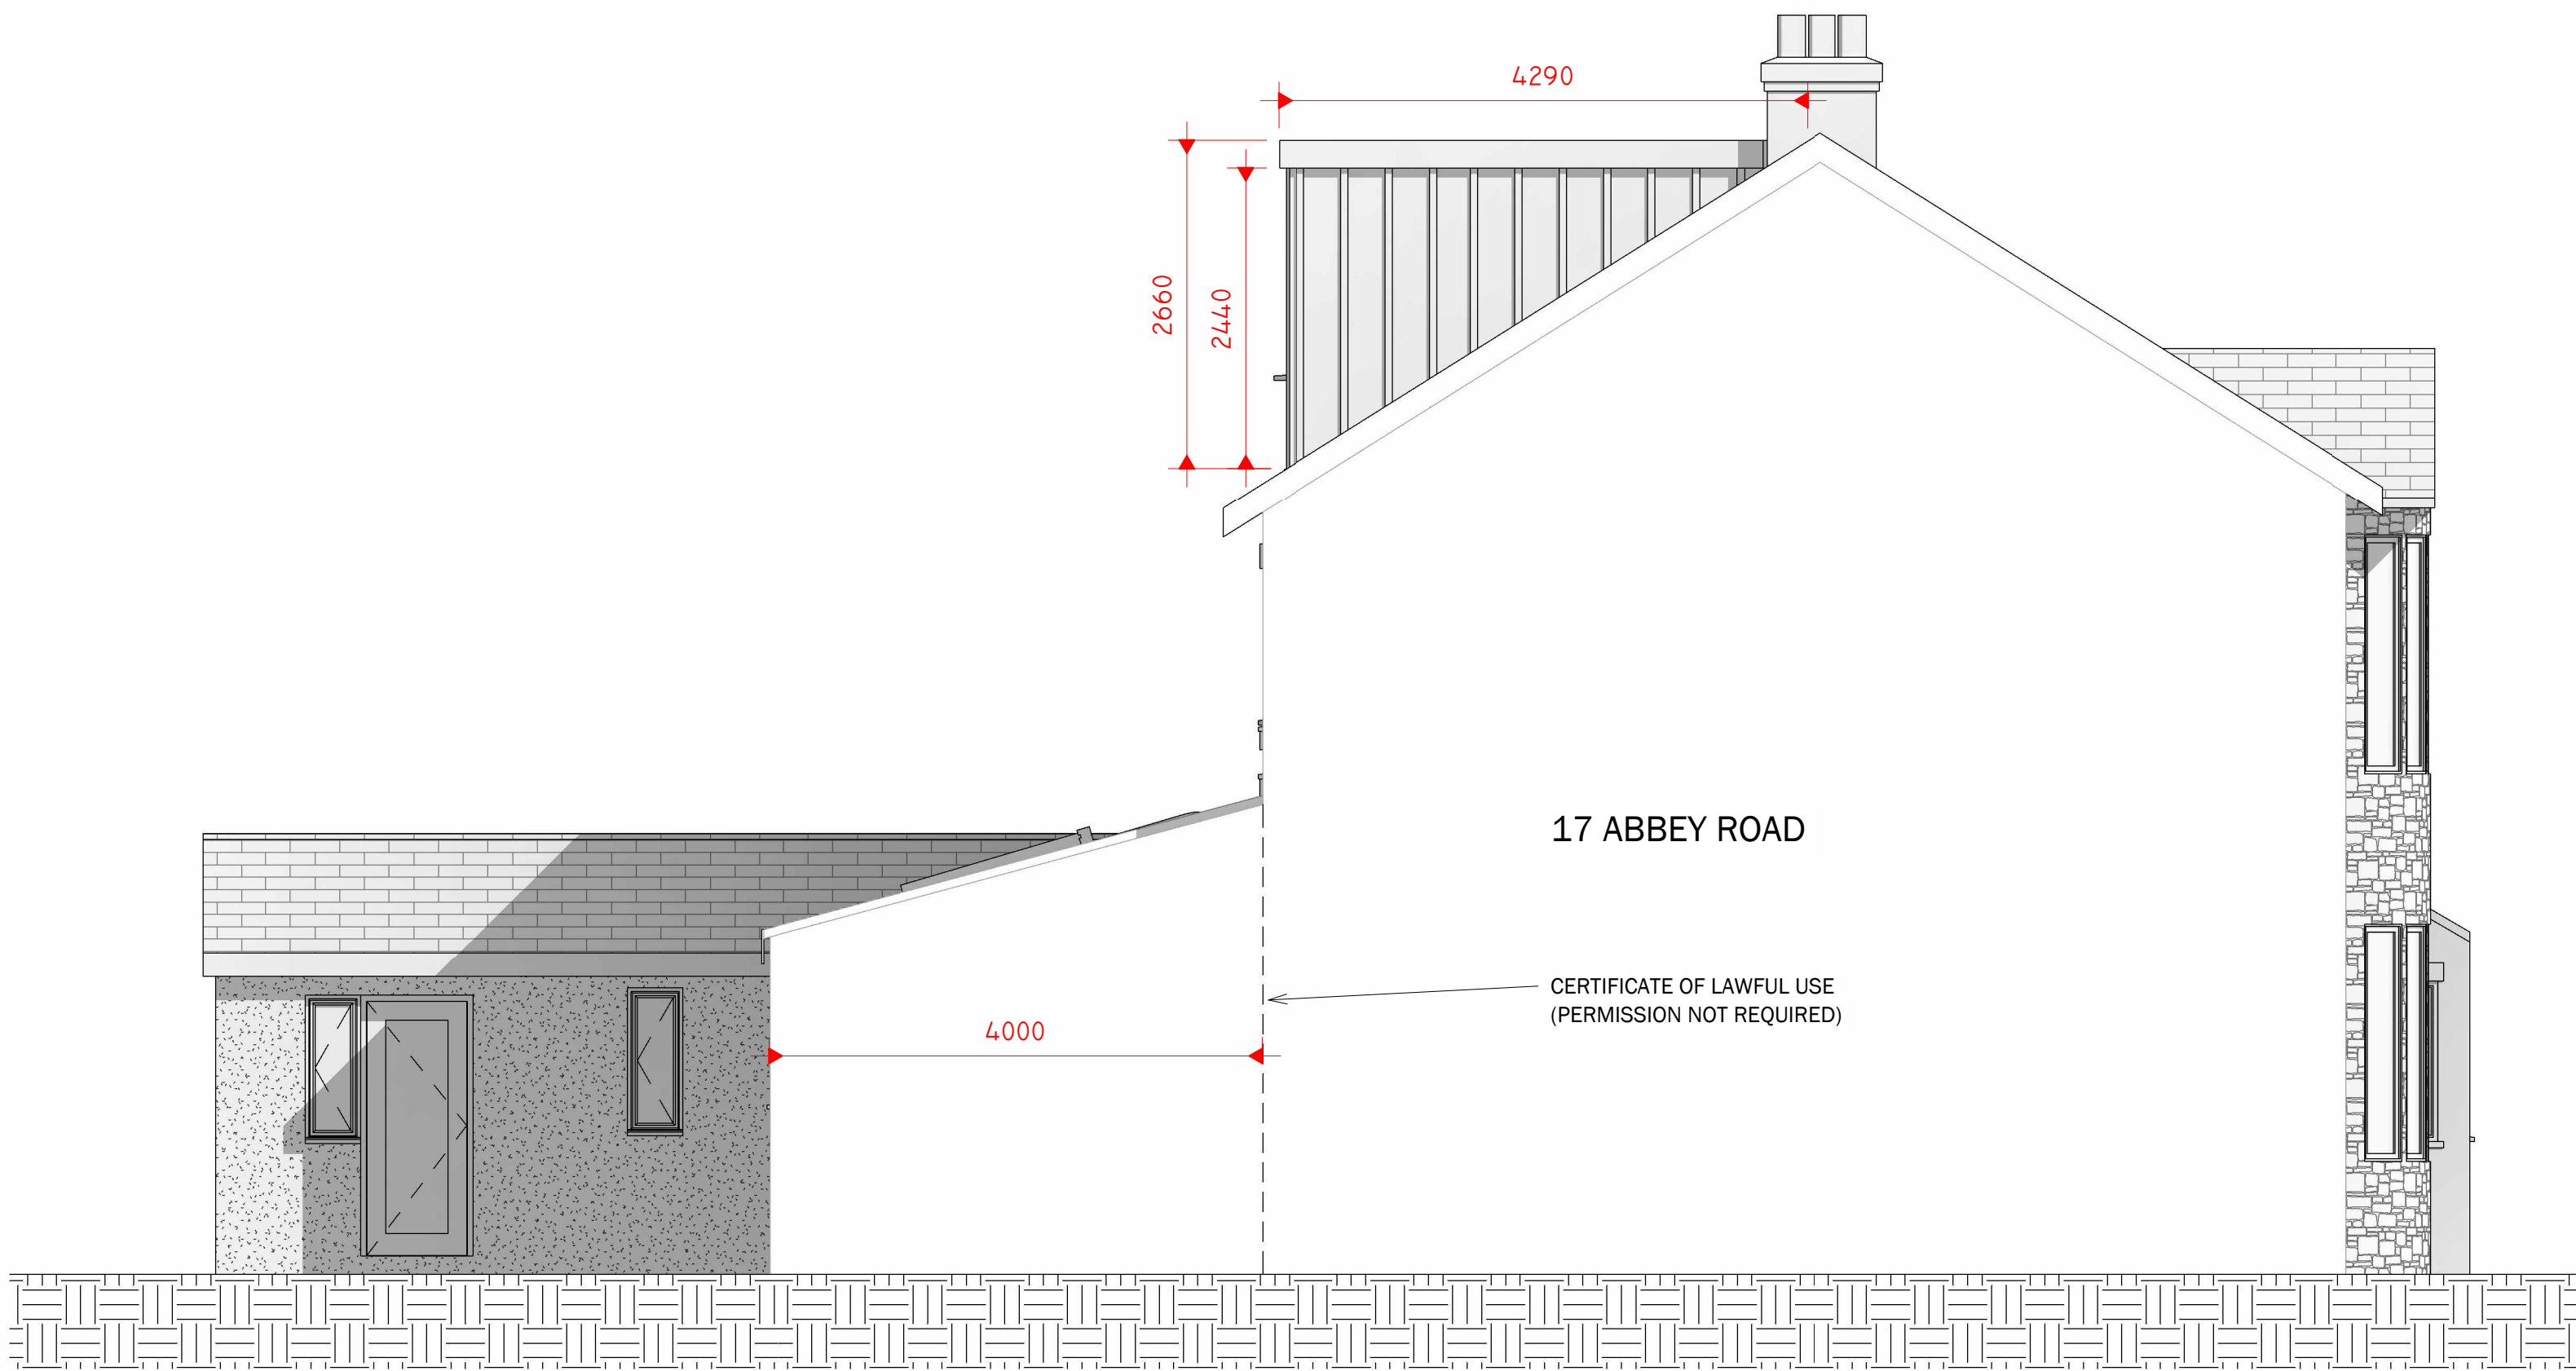 4290
2660
2440
17 ABBEY ROAD
CERTIFICATE OF LAWFUL USE
(PERMISSION NOT REQUIRED)
4000